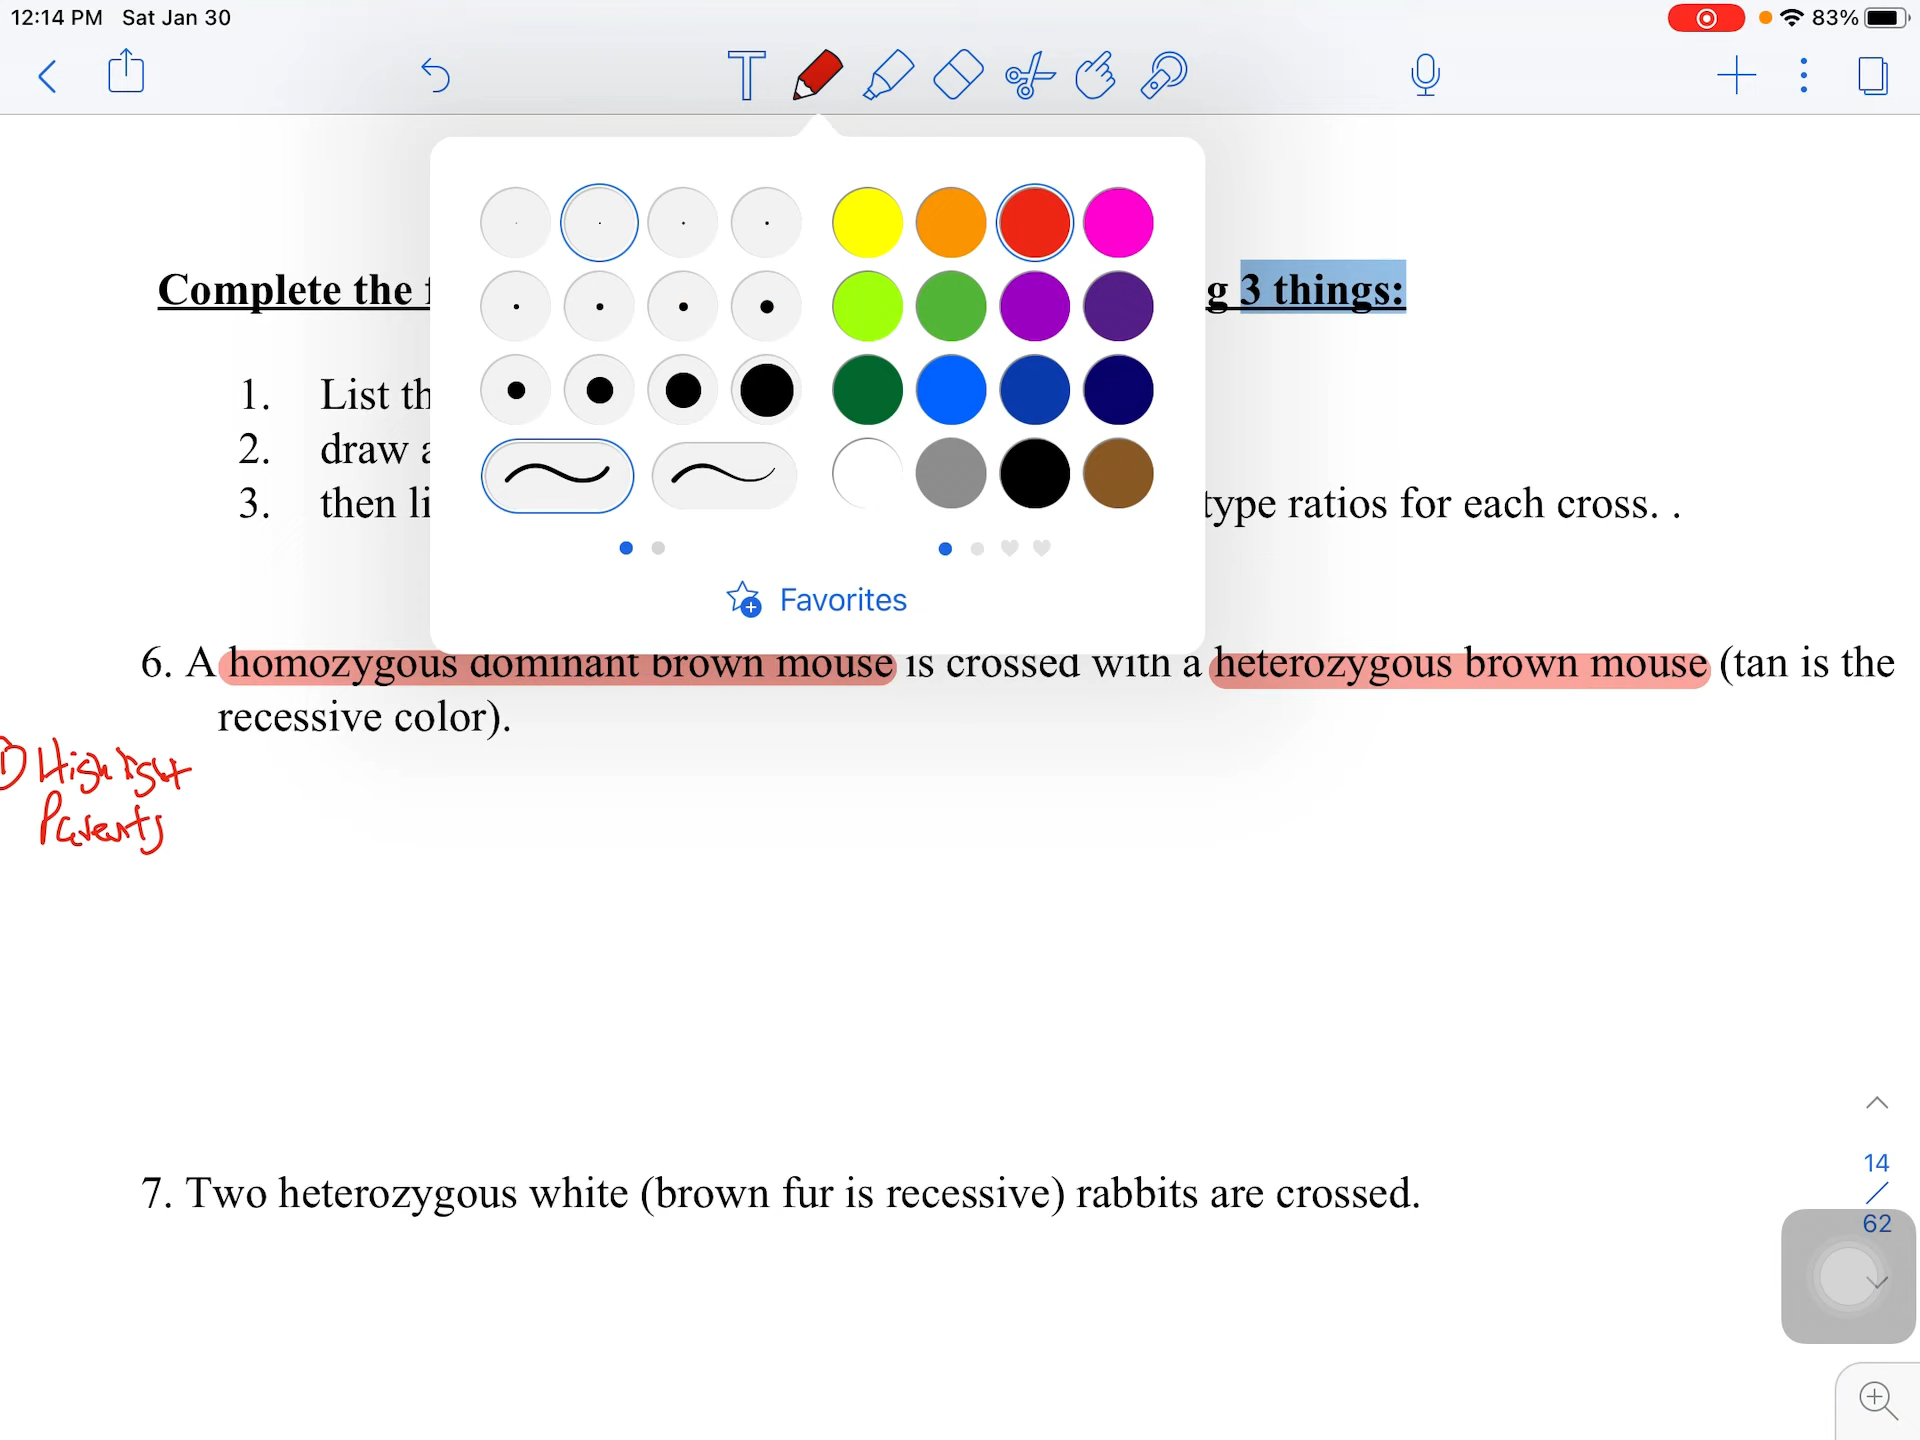 12:14 PM Sat Jan 30 83%
T
Complete the g 3 things:
1. List th
2. draw a
3. then li type ratios for each cross. .
Favorites
6. A homozygous dominant brown mouse is crossed with a heterozygous brown mouse (tan is the
recessive color).
1) Highlight
Parents
14
/
62
7. Two heterozygous white (brown fur is recessive) rabbits are crossed.